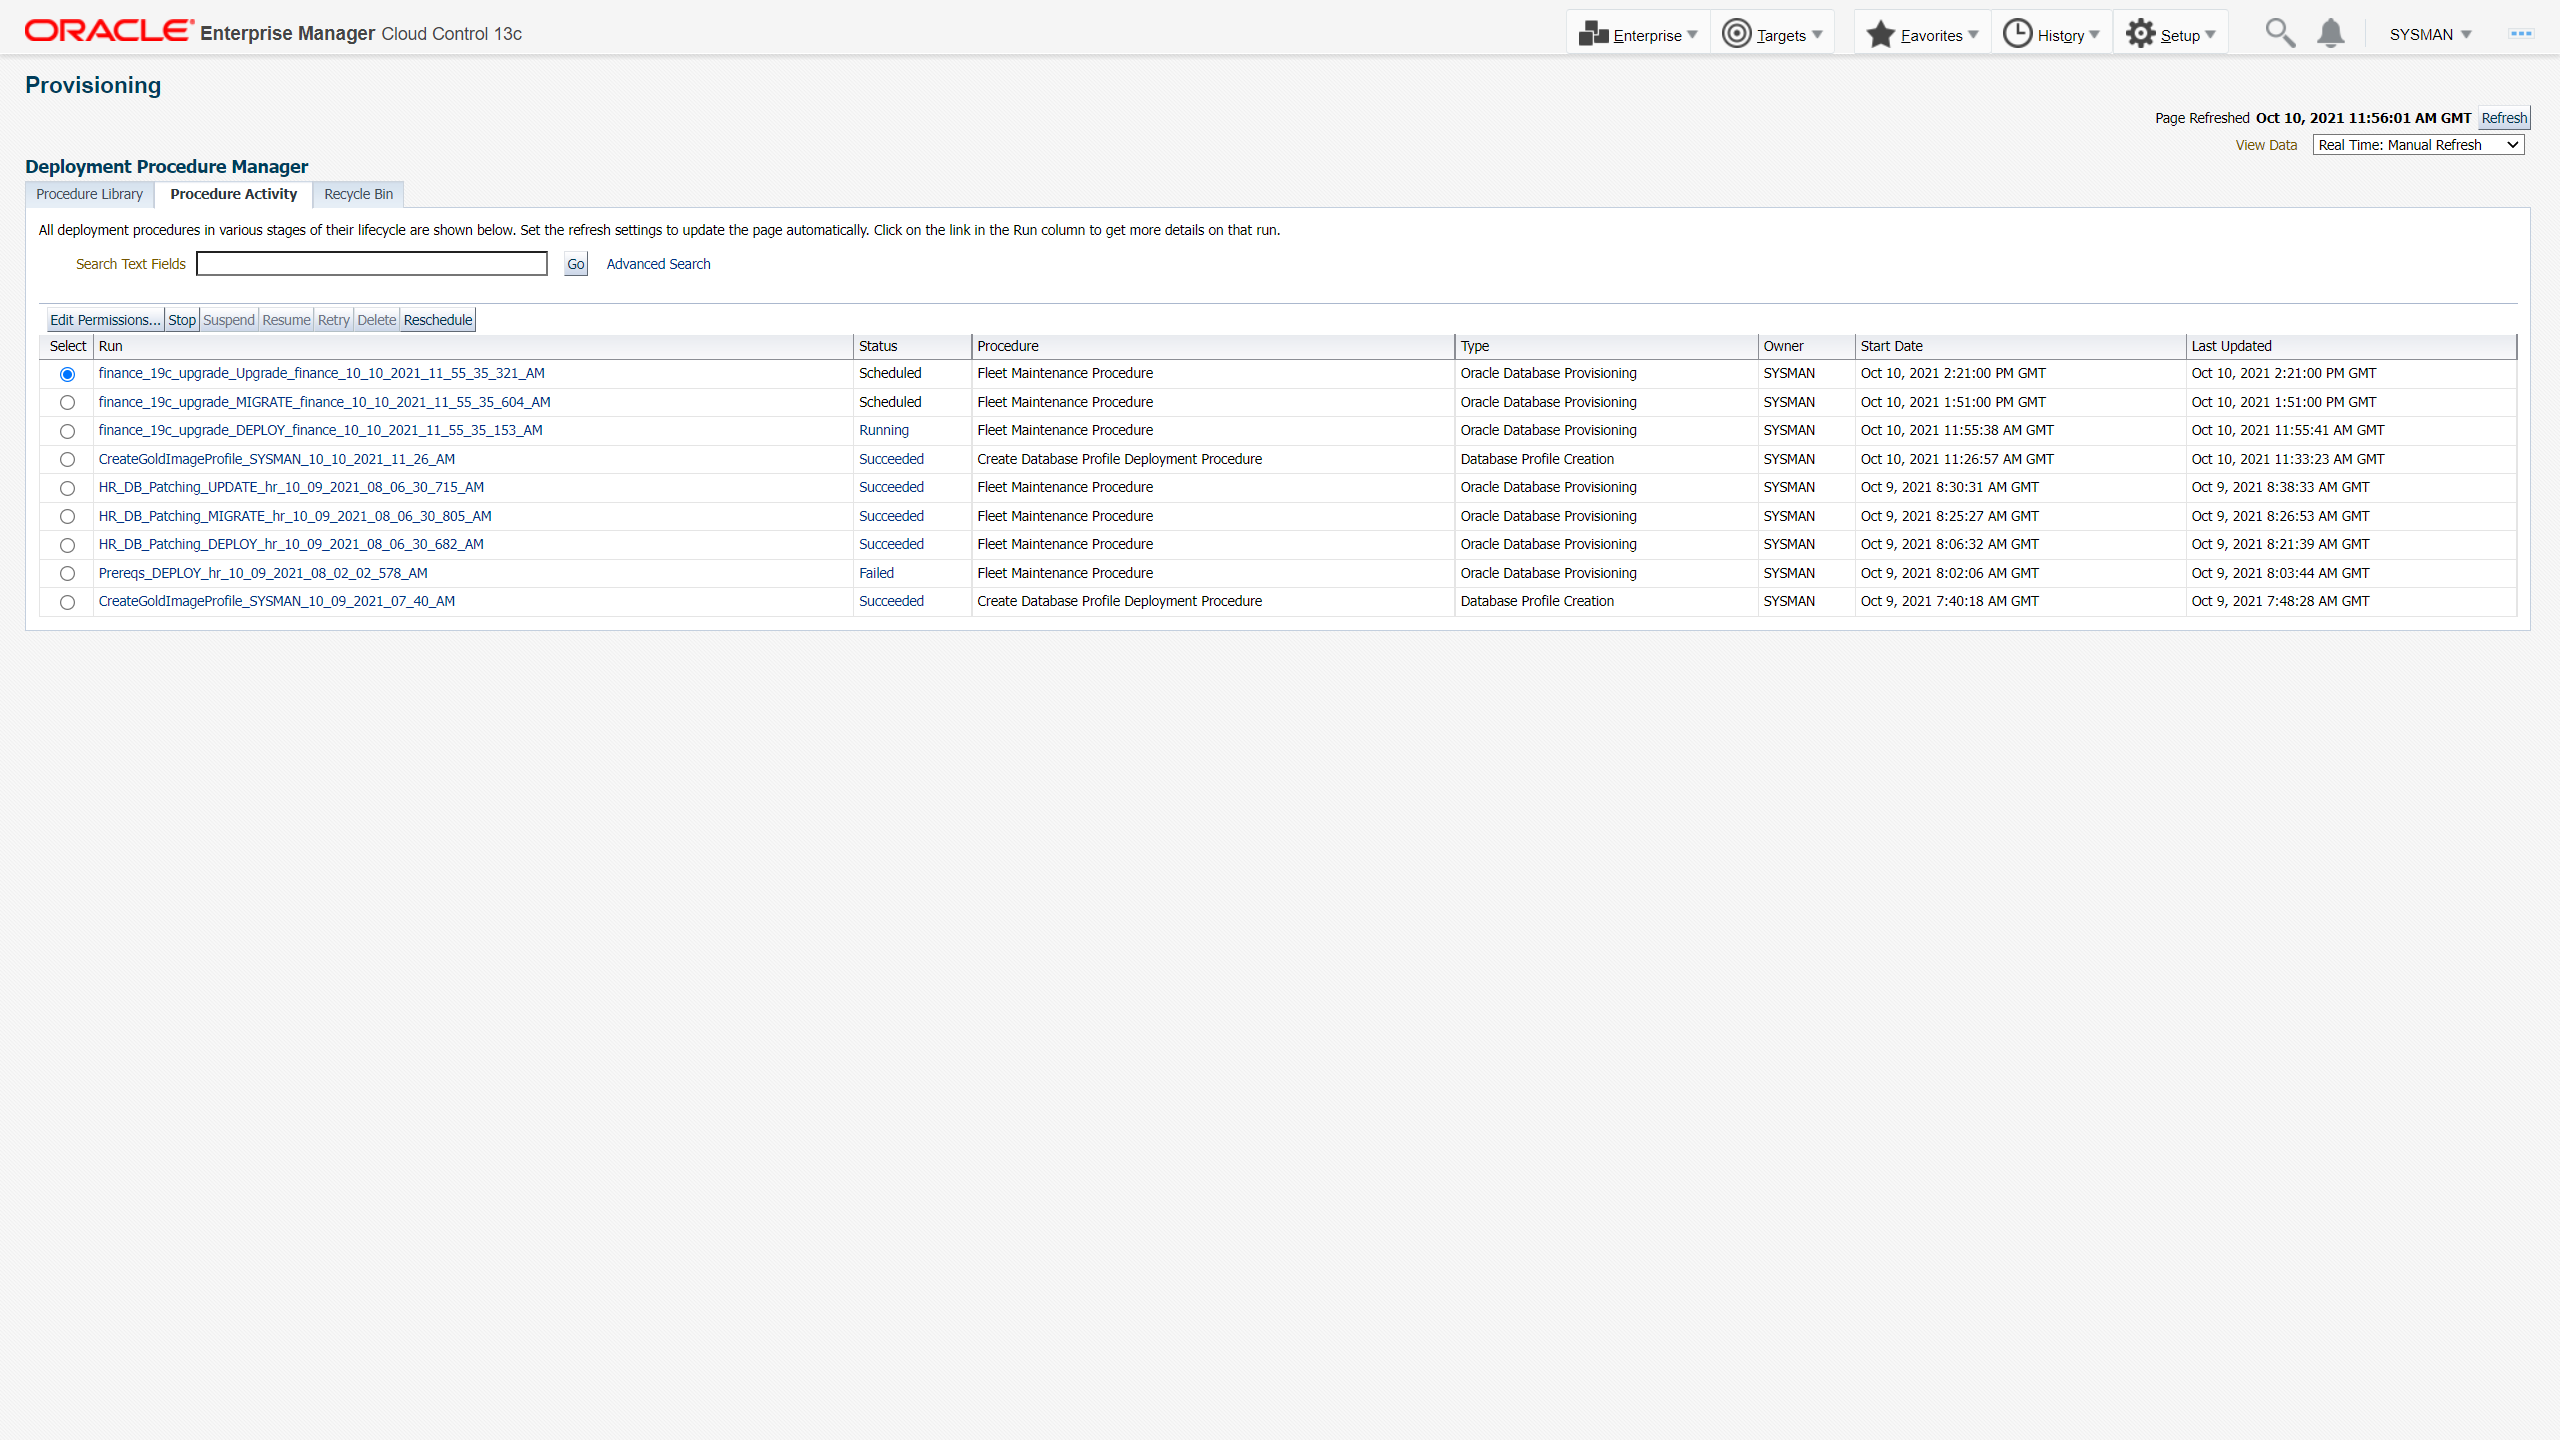 ORACLE Enterprise Manager Cloud Control 13c
Enterprise Targets Favorites History Setup SYSMAN
Provisioning
Page Refreshed Oct 10, 2021 11:56:01 AM GMT Refresh
View Data Real Time: Manual Refresh
Deployment Procedure Manager
Procedure Library Procedure Activity Recycle Bin
All deployment procedures in various stages of their lifecycle are shown below. Set the refresh settings to update the page automatically. Click on the link in the Run column to get more details on that run.
Search Text Fields Go Advanced Search
Edit Permissions... Stop Suspend Resume Retry Delete Reschedule
Select Run Status Procedure Type Owner Start Date Last Updated
finance_19c_upgrade_Upgrade_finance_10_10_2021_11_55_35_321_AM Scheduled Fleet Maintenance Procedure Oracle Database Provisioning SYSMAN Oct 10, 2021 2:21:00 PM GMT Oct 10, 2021 2:21:00 PM GMT
finance_19c_upgrade_MIGRATE_finance_10_10_2021_11_55_35_604_AM Scheduled Fleet Maintenance Procedure Oracle Database Provisioning SYSMAN Oct 10, 2021 1:51:00 PM GMT Oct 10, 2021 1:51:00 PM GMT
finance_19c_upgrade_DEPLOY_finance_10_10_2021_11_55_35_153_AM Running Fleet Maintenance Procedure Oracle Database Provisioning SYSMAN Oct 10, 2021 11:55:38 AM GMT Oct 10, 2021 11:55:41 AM GMT
CreateGoldImageProfile_SYSMAN_10_10_2021_11_26_AM Succeeded Create Database Profile Deployment Procedure Database Profile Creation SYSMAN Oct 10, 2021 11:26:57 AM GMT Oct 10, 2021 11:33:23 AM GMT
HR_DB_Patching_UPDATE_hr_10_09_2021_08_06_30_715_AM Succeeded Fleet Maintenance Procedure Oracle Database Provisioning SYSMAN Oct 9, 2021 8:30:31 AM GMT Oct 9, 2021 8:38:33 AM GMT
HR_DB_Patching_MIGRATE_hr_10_09_2021_08_06_30_805_AM Succeeded Fleet Maintenance Procedure Oracle Database Provisioning SYSMAN Oct 9, 2021 8:25:27 AM GMT Oct 9, 2021 8:26:53 AM GMT
HR_DB_Patching_DEPLOY_hr_10_09_2021_08_06_30_682_AM Succeeded Fleet Maintenance Procedure Oracle Database Provisioning SYSMAN Oct 9, 2021 8:06:32 AM GMT Oct 9, 2021 8:21:39 AM GMT
Prereqs_DEPLOY_hr_10_09_2021_08_02_02_578_AM Failed Fleet Maintenance Procedure Oracle Database Provisioning SYSMAN Oct 9, 2021 8:02:06 AM GMT Oct 9, 2021 8:03:44 AM GMT
CreateGoldImageProfile_SYSMAN_10_09_2021_07_40_AM Succeeded Create Database Profile Deployment Procedure Database Profile Creation SYSMAN Oct 9, 2021 7:40:18 AM GMT Oct 9, 2021 7:48:28 AM GMT